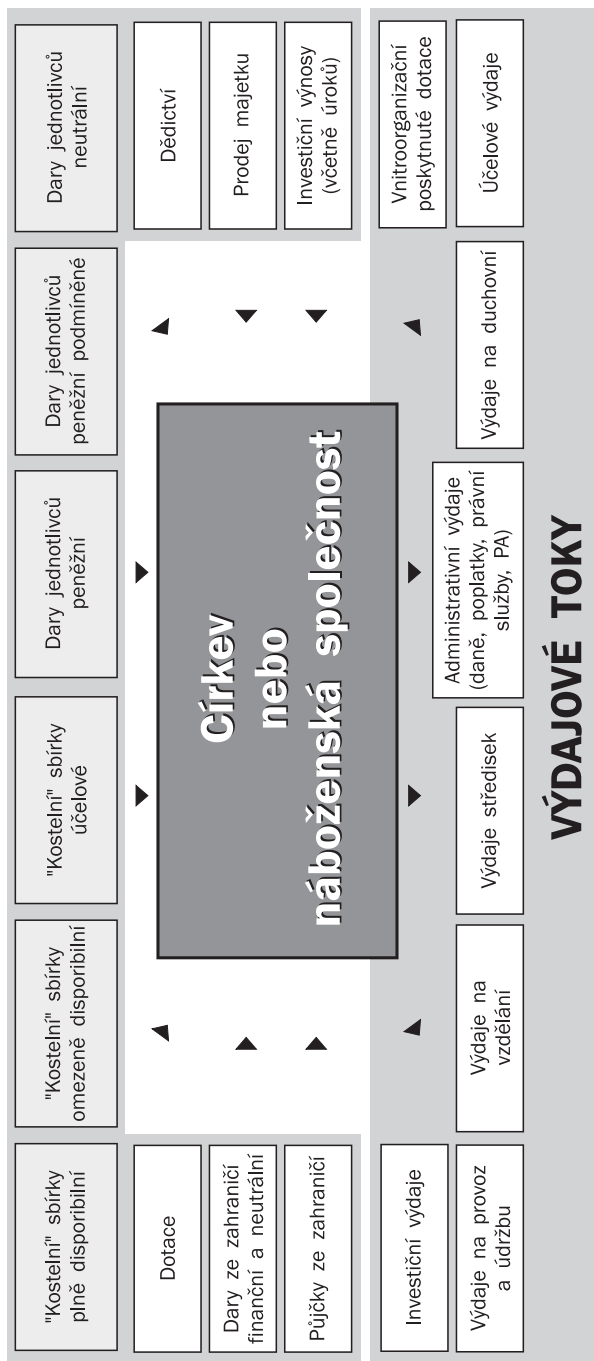 "Kostelní" sbírky
plně disporibilní
"Kostelní" sbírky
omezeně disporibilní
"Kostelní" sbírky
účelové
Dary jednotlivců
peněžní
Dary jednotlivců
peněžní podmíněné
Dary jednotlivců
neutrální
Dotace
Dary ze zahraničí
finanční a neutrální
Půjčky ze zahraničí
Církev
nebo
náboženská společnost
Dědictví
Prodej majetku
Investiční výnosy
(včetně úroků)
Investiční výdaje
Výdaje na provoz
a údržbu
Výdaje na
vzdělání
Výdaje středisek
Administrativní výdaje
(daně, poplatky, právní
služby, PA)
Výdaje na duchovní
Vnitroorganizační
poskytnuté dotace
Účelové výdaje
VÝDAJOVÉ TOKY